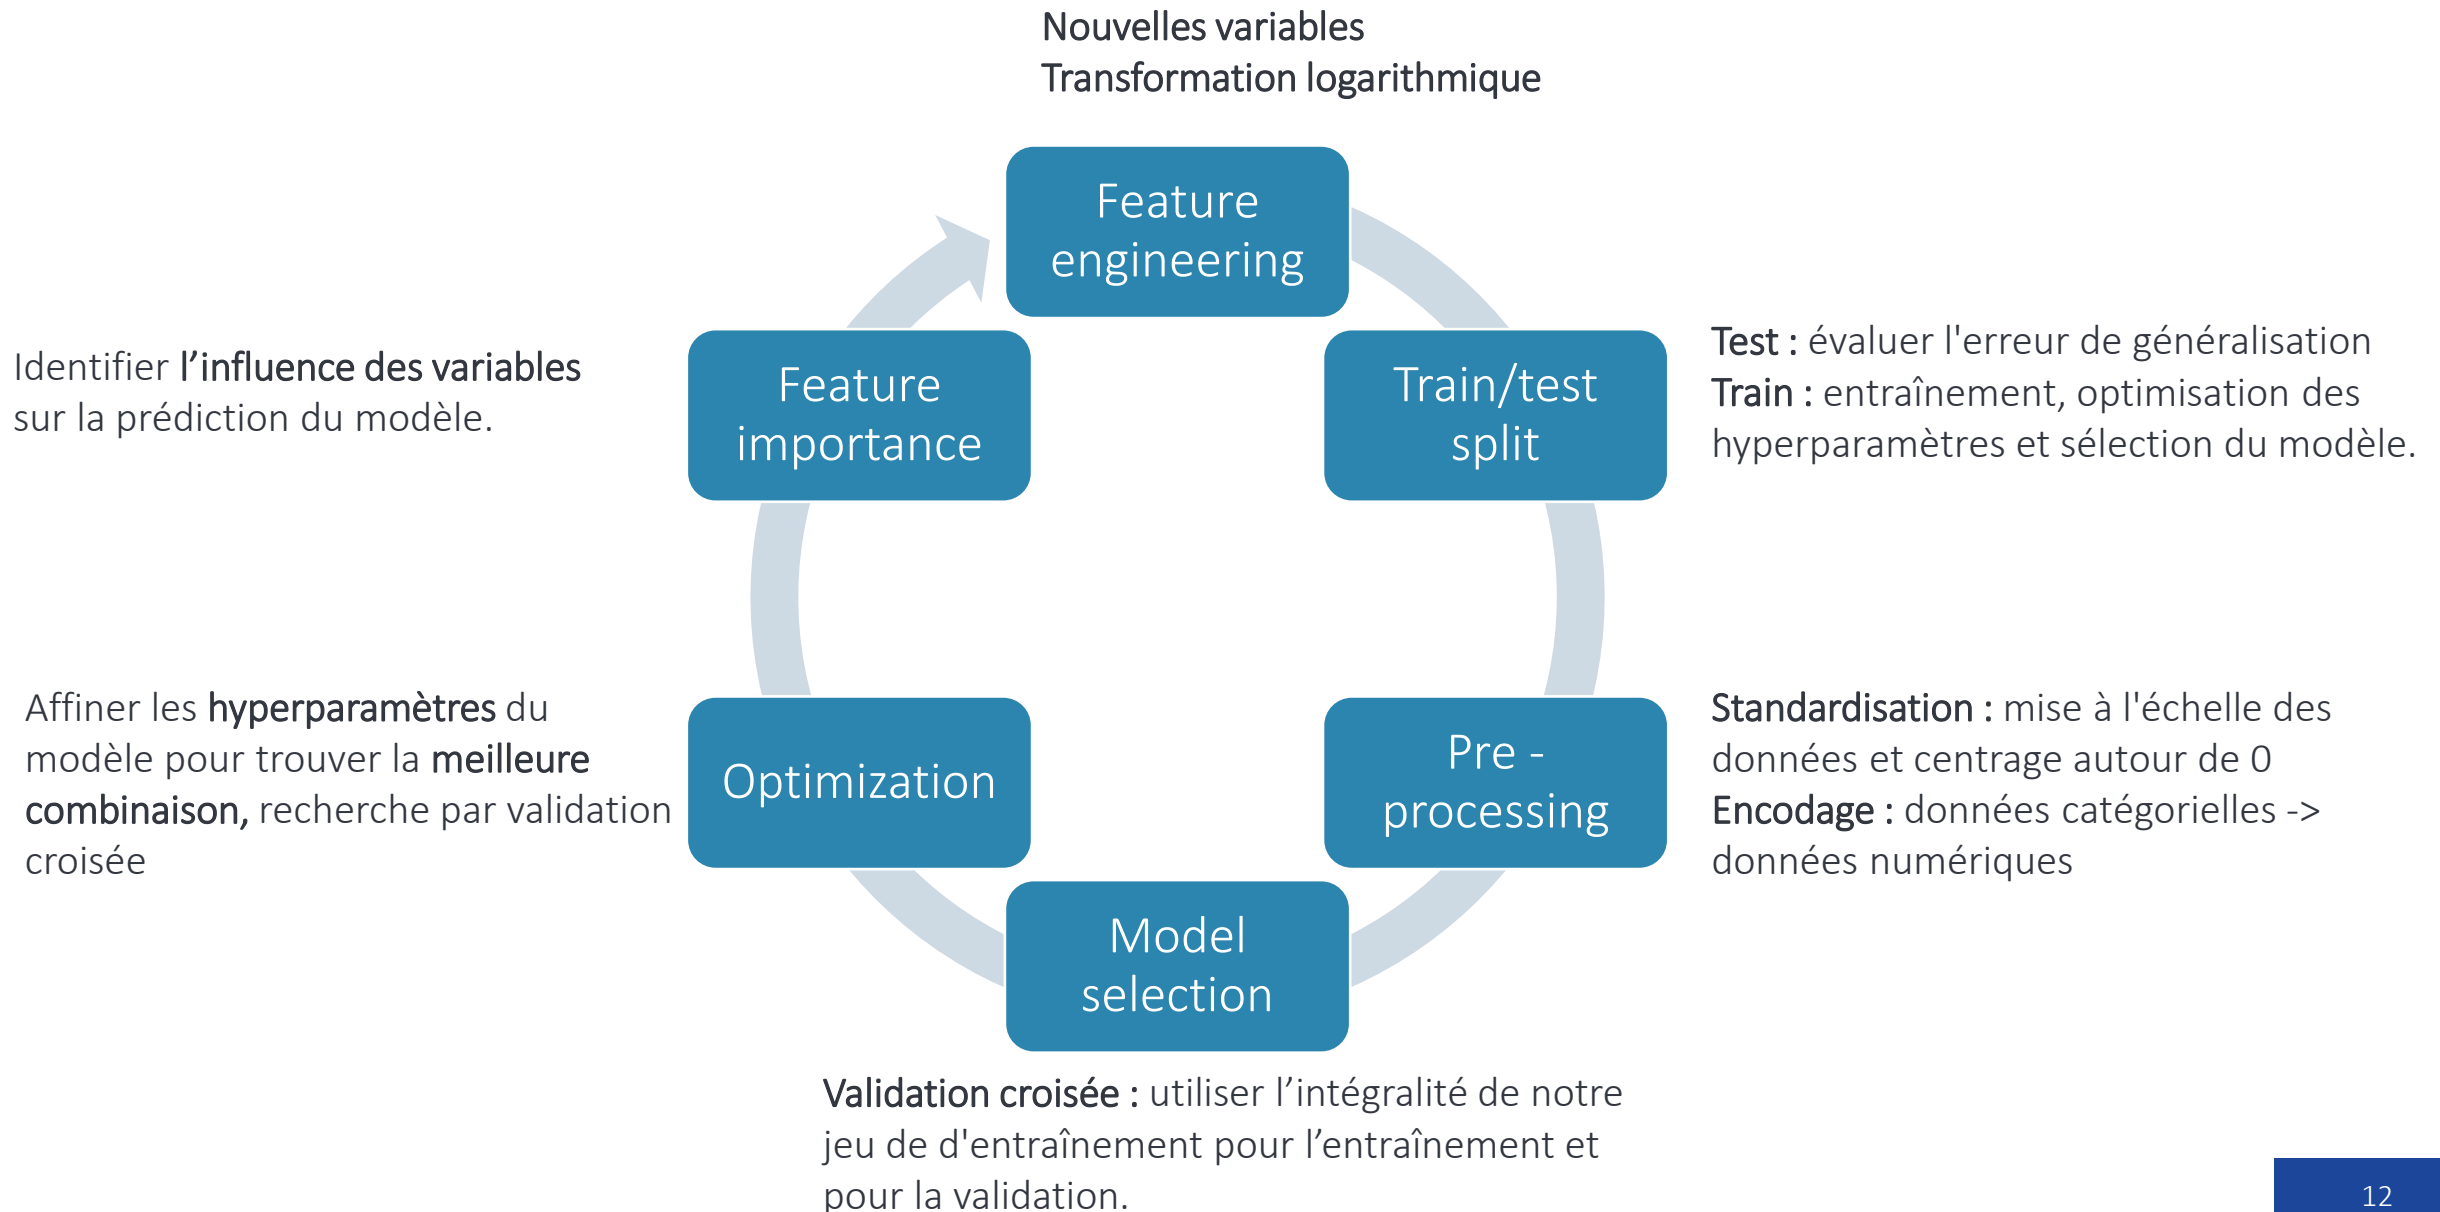 Nouvelles variables
Transformation logarithmique
Feature
engineering
Train/test
split
Test : évaluer l'erreur de généralisation
Train : entraînement, optimisation des
hyperparamètres et sélection du modèle.
Pre -
processing
Standardisation : mise à l'échelle des
données et centrage autour de 0
Encodage : données catégorielles ->
données numériques
Model
selection
Validation croisée : utiliser l’intégralité de notre
jeu de d'entraînement pour l’entraînement et
pour la validation.
Optimization
Affiner les hyperparamètres du
modèle pour trouver la meilleure
combinaison, recherche par validation
croisée
Feature
importance
Identifier l’influence des variables
sur la prédiction du modèle.
12